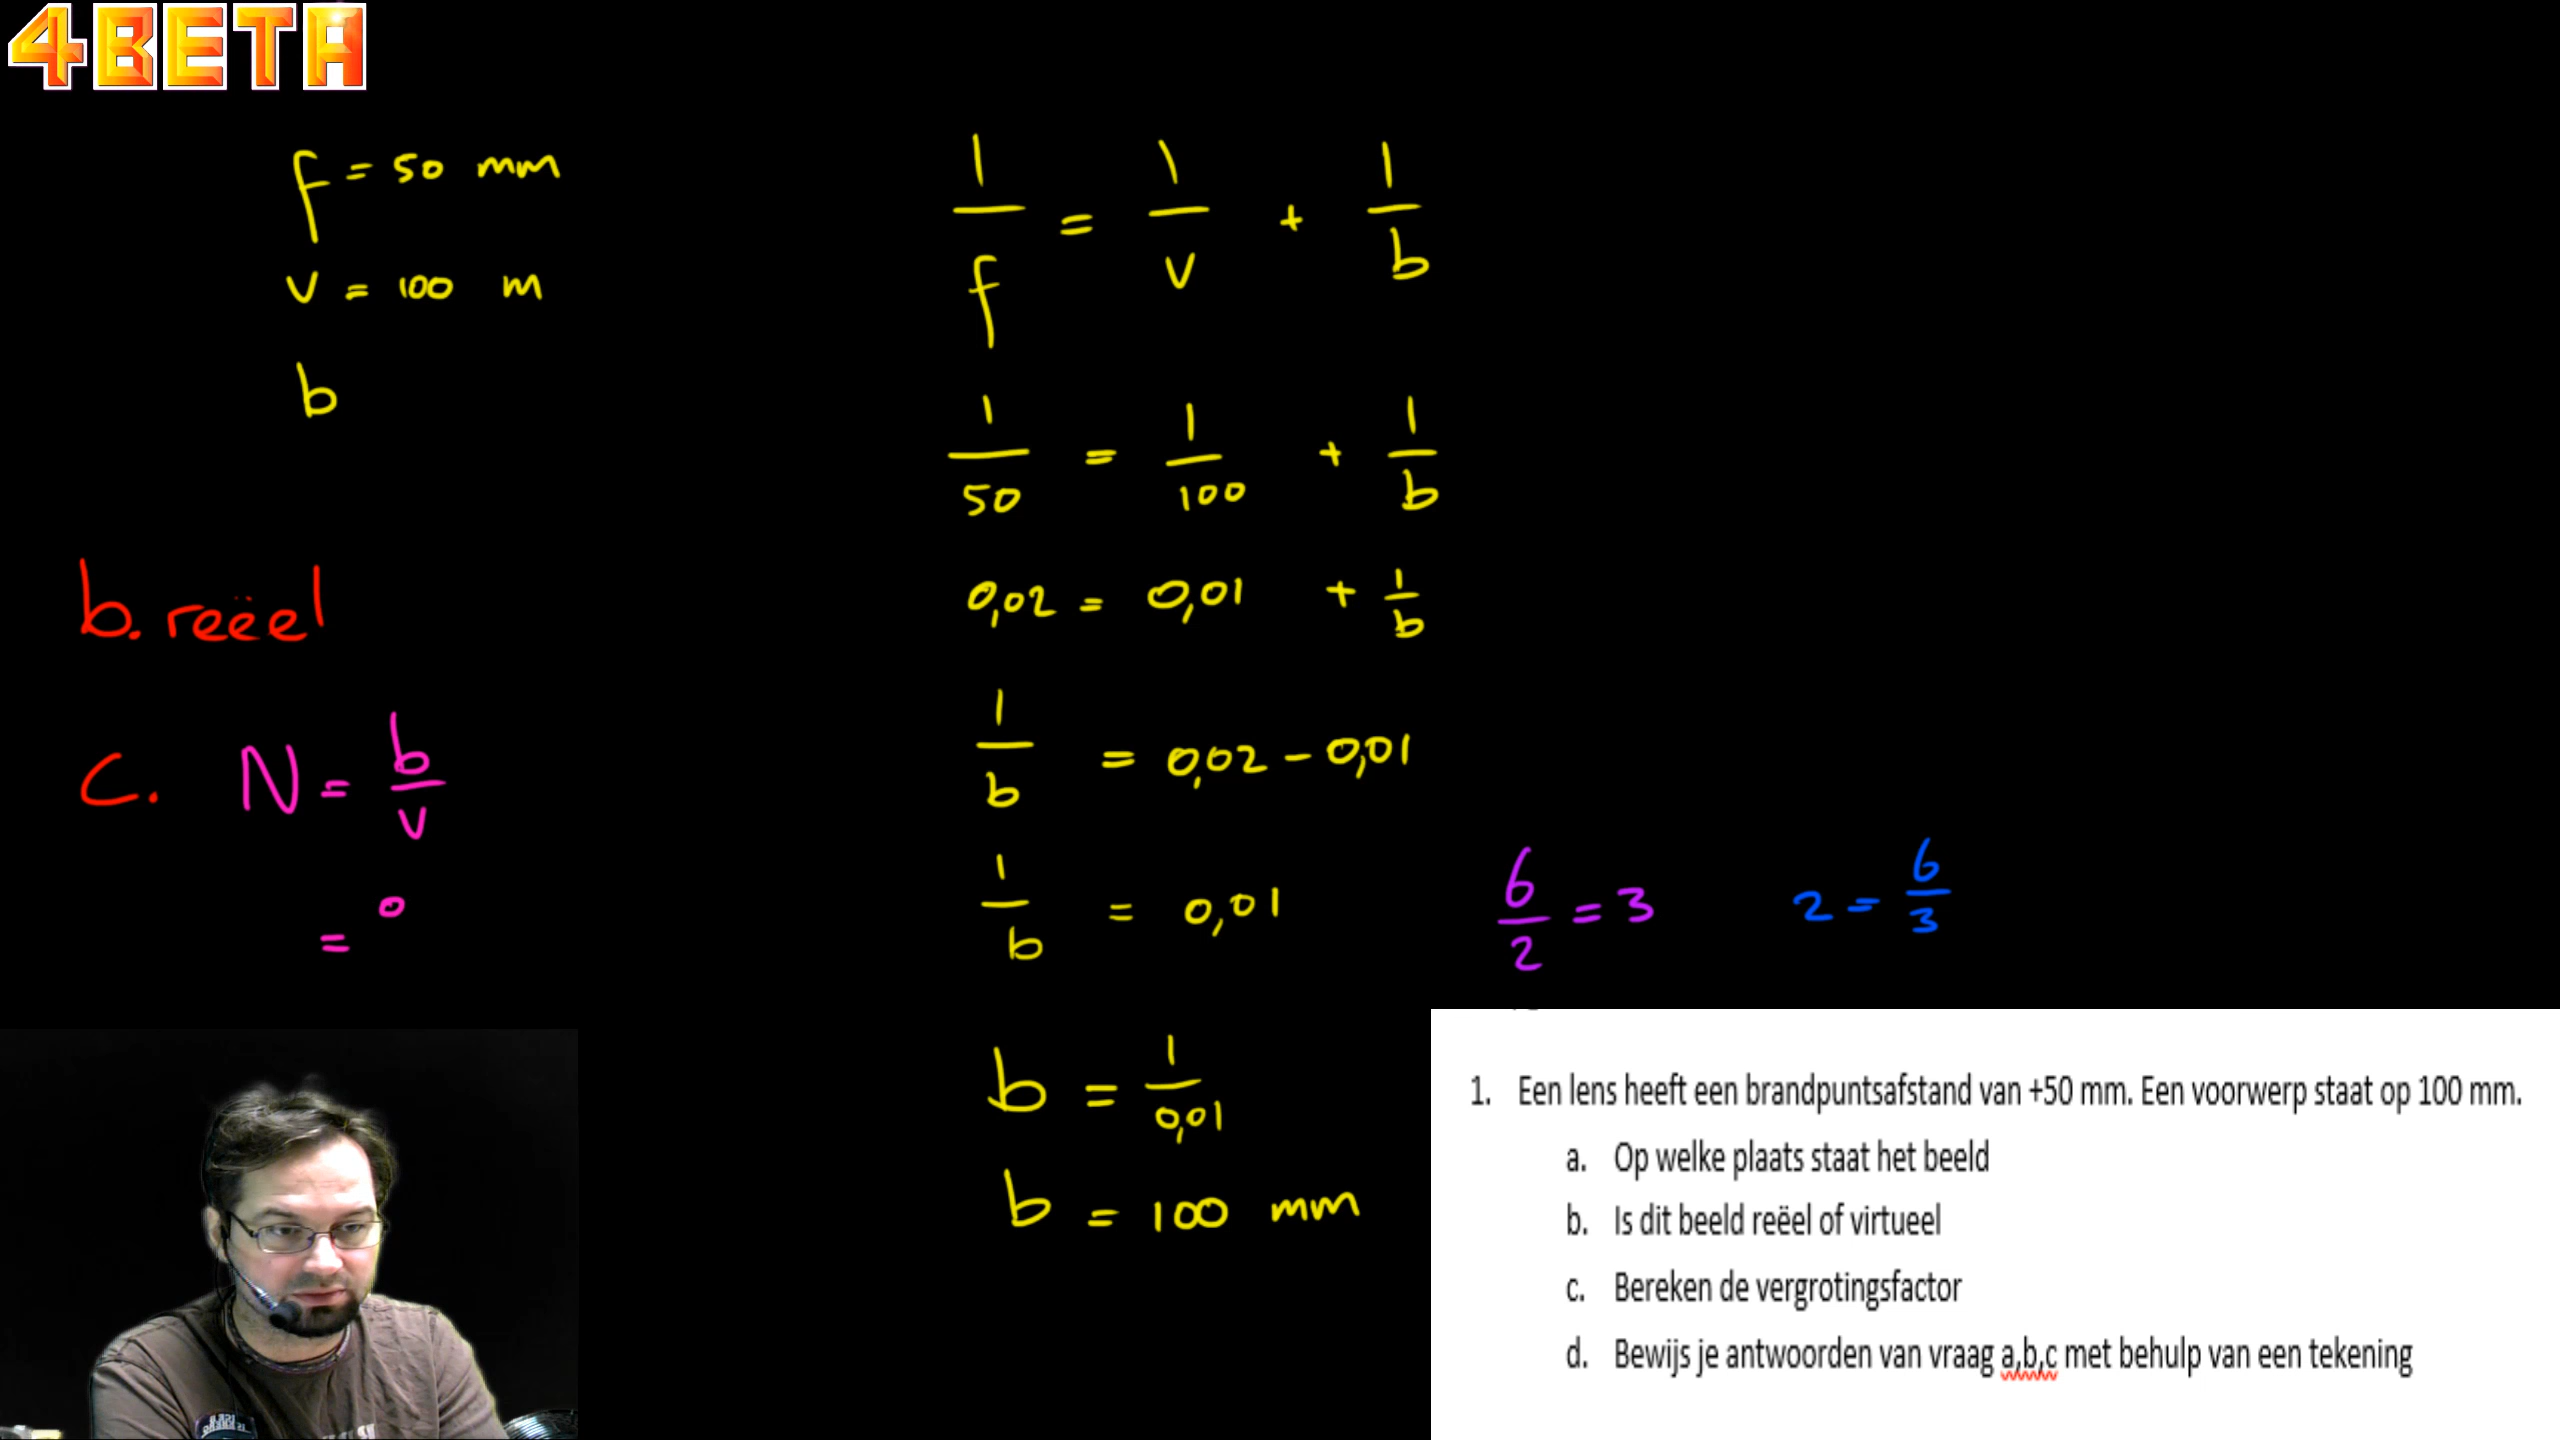 4BETA
f = 50 mm
v = 100 m
b
b. reëel
c. N = b/v
= 0
1/f = 1/v + 1/b
1/50 = 1/100 + 1/b
0,02 = 0,01 + 1/b
1/b = 0,02 - 0,01
1/b = 0,01
6/2 = 3
2 = 6/3
b = 1/0,01
b = 100 mm
1. Een lens heeft een brandpuntsafstand van +50 mm. Een voorwerp staat op 100 mm.
a. Op welke plaats staat het beeld
b. Is dit beeld reëel of virtueel
c. Bereken de vergrotingsfactor
d. Bewijs je antwoorden van vraag a,b,c met behulp van een tekening